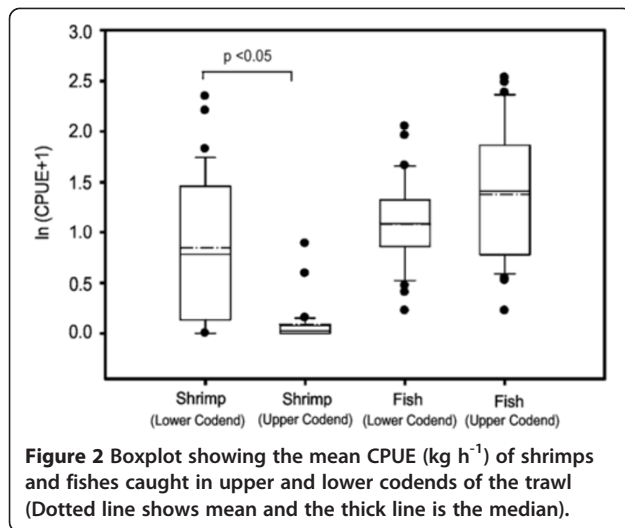 3.0
p <0.05
2.5
2.0
1.5
1.0
0.5
0.0
ln (CPUE+1)
Shrimp Shrimp Fish Fish
(Lower Codend) (Upper Codend) (Lower Codend) (Upper Codend)
Figure 2 Boxplot showing the mean CPUE (kg h⁻¹) of shrimps
and fishes caught in upper and lower codends of the trawl
(Dotted line shows mean and the thick line is the median).